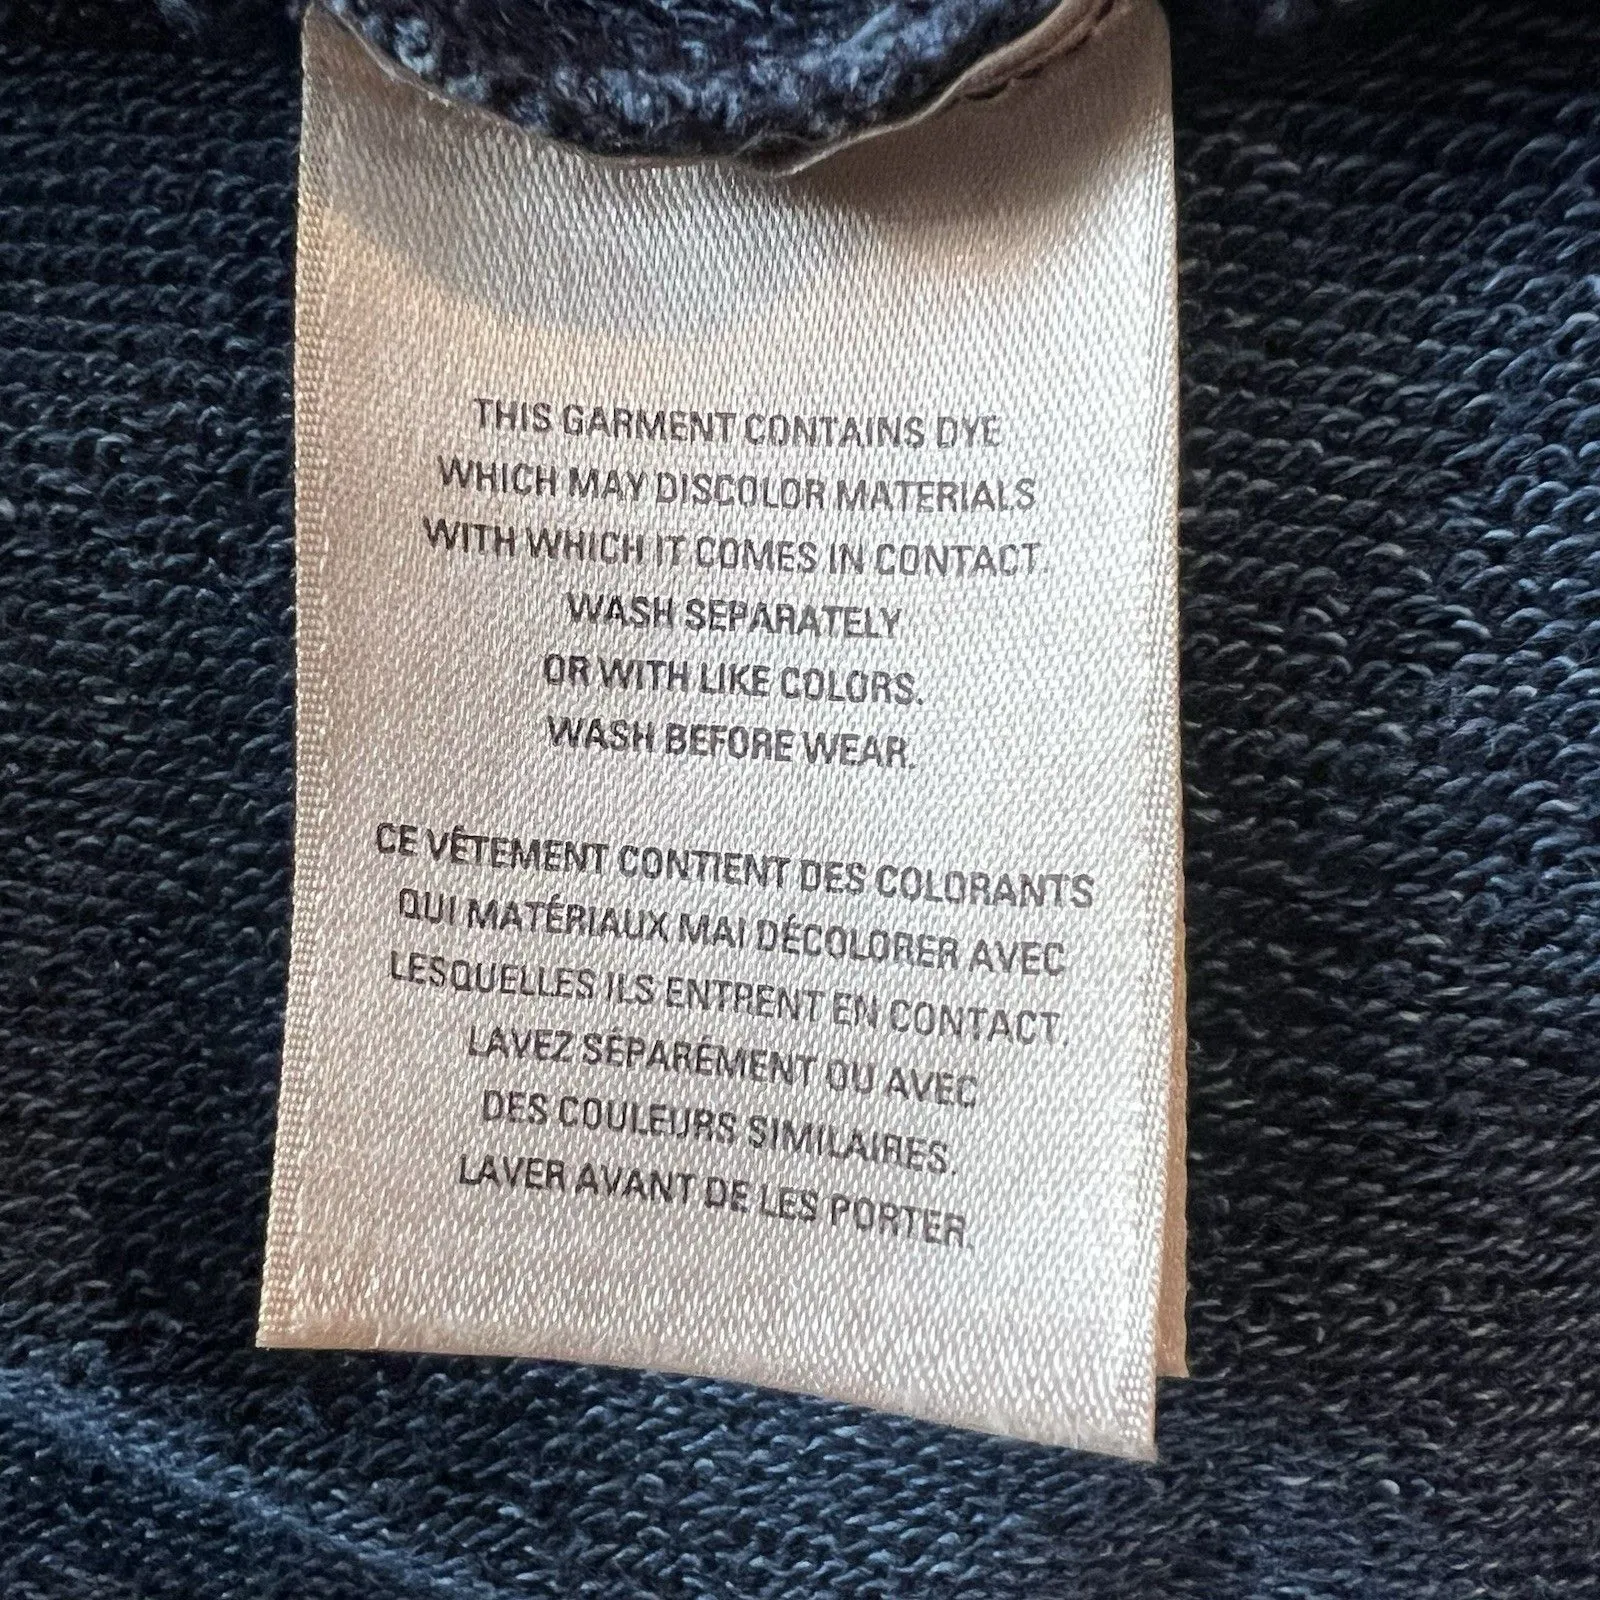 THIS GARMENT CONTAINS DYE
WHICH MAY DISCOLOR MATERIALS
WITH WHICH IT COMES IN CONTACT.
WASH SEPARATELY
OR WITH LIKE COLORS.
WASH BEFORE WEAR.
CE VÊTEMENT CONTIENT DES COLORANTS
QUI MATÉRIAUX MAI DÉCOLORER AVEC
LESQUELLES ILS ENTRENT EN CONTACT.
LAVEZ SÉPARÉMENT OU AVEC
DES COULEURS SIMILAIRES.
LAVER AVANT DE LES PORTER.